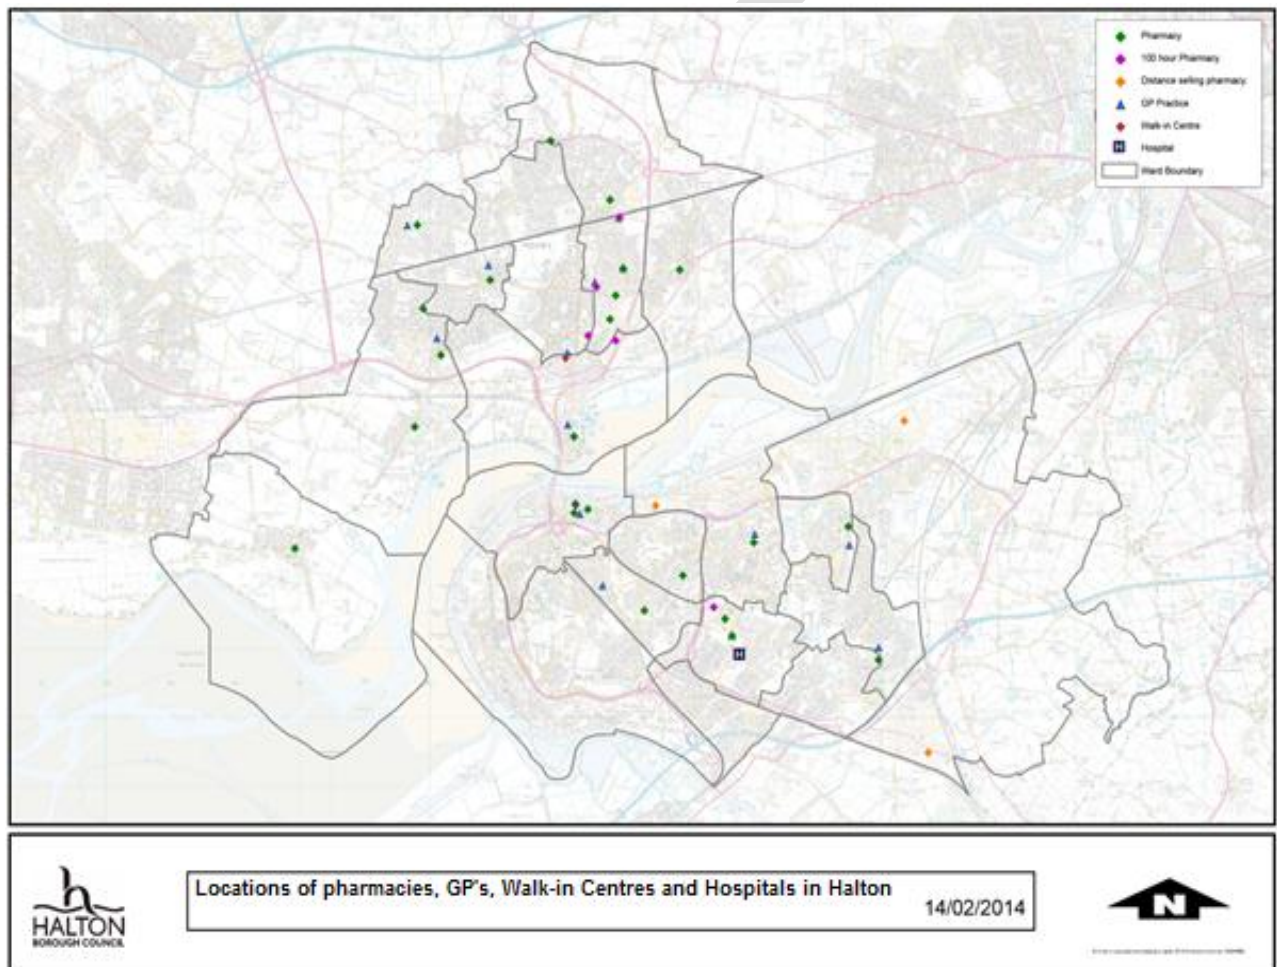 Pharmacy
100 hour Pharmacy
Distance selling pharmacy.
GP Practice
Walk-in Centre
H Hospital
Ward Boundary
H
Locations of pharmacies, GP's, Walk-in Centres and Hospitals in Halton
14/02/2014
HALTON
BOROUGH COUNCIL
N